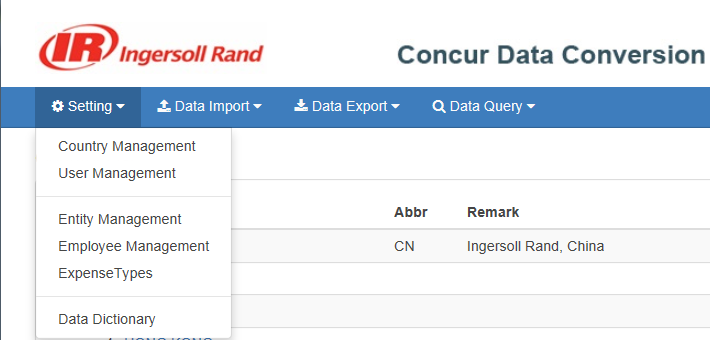 IR Ingersoll Rand
Concur Data Conversion
Setting Data Import Data Export Data Query
Country Management
User Management
Entity Management
Employee Management
ExpenseTypes
Data Dictionary
Abbr Remark
CN Ingersoll Rand, China